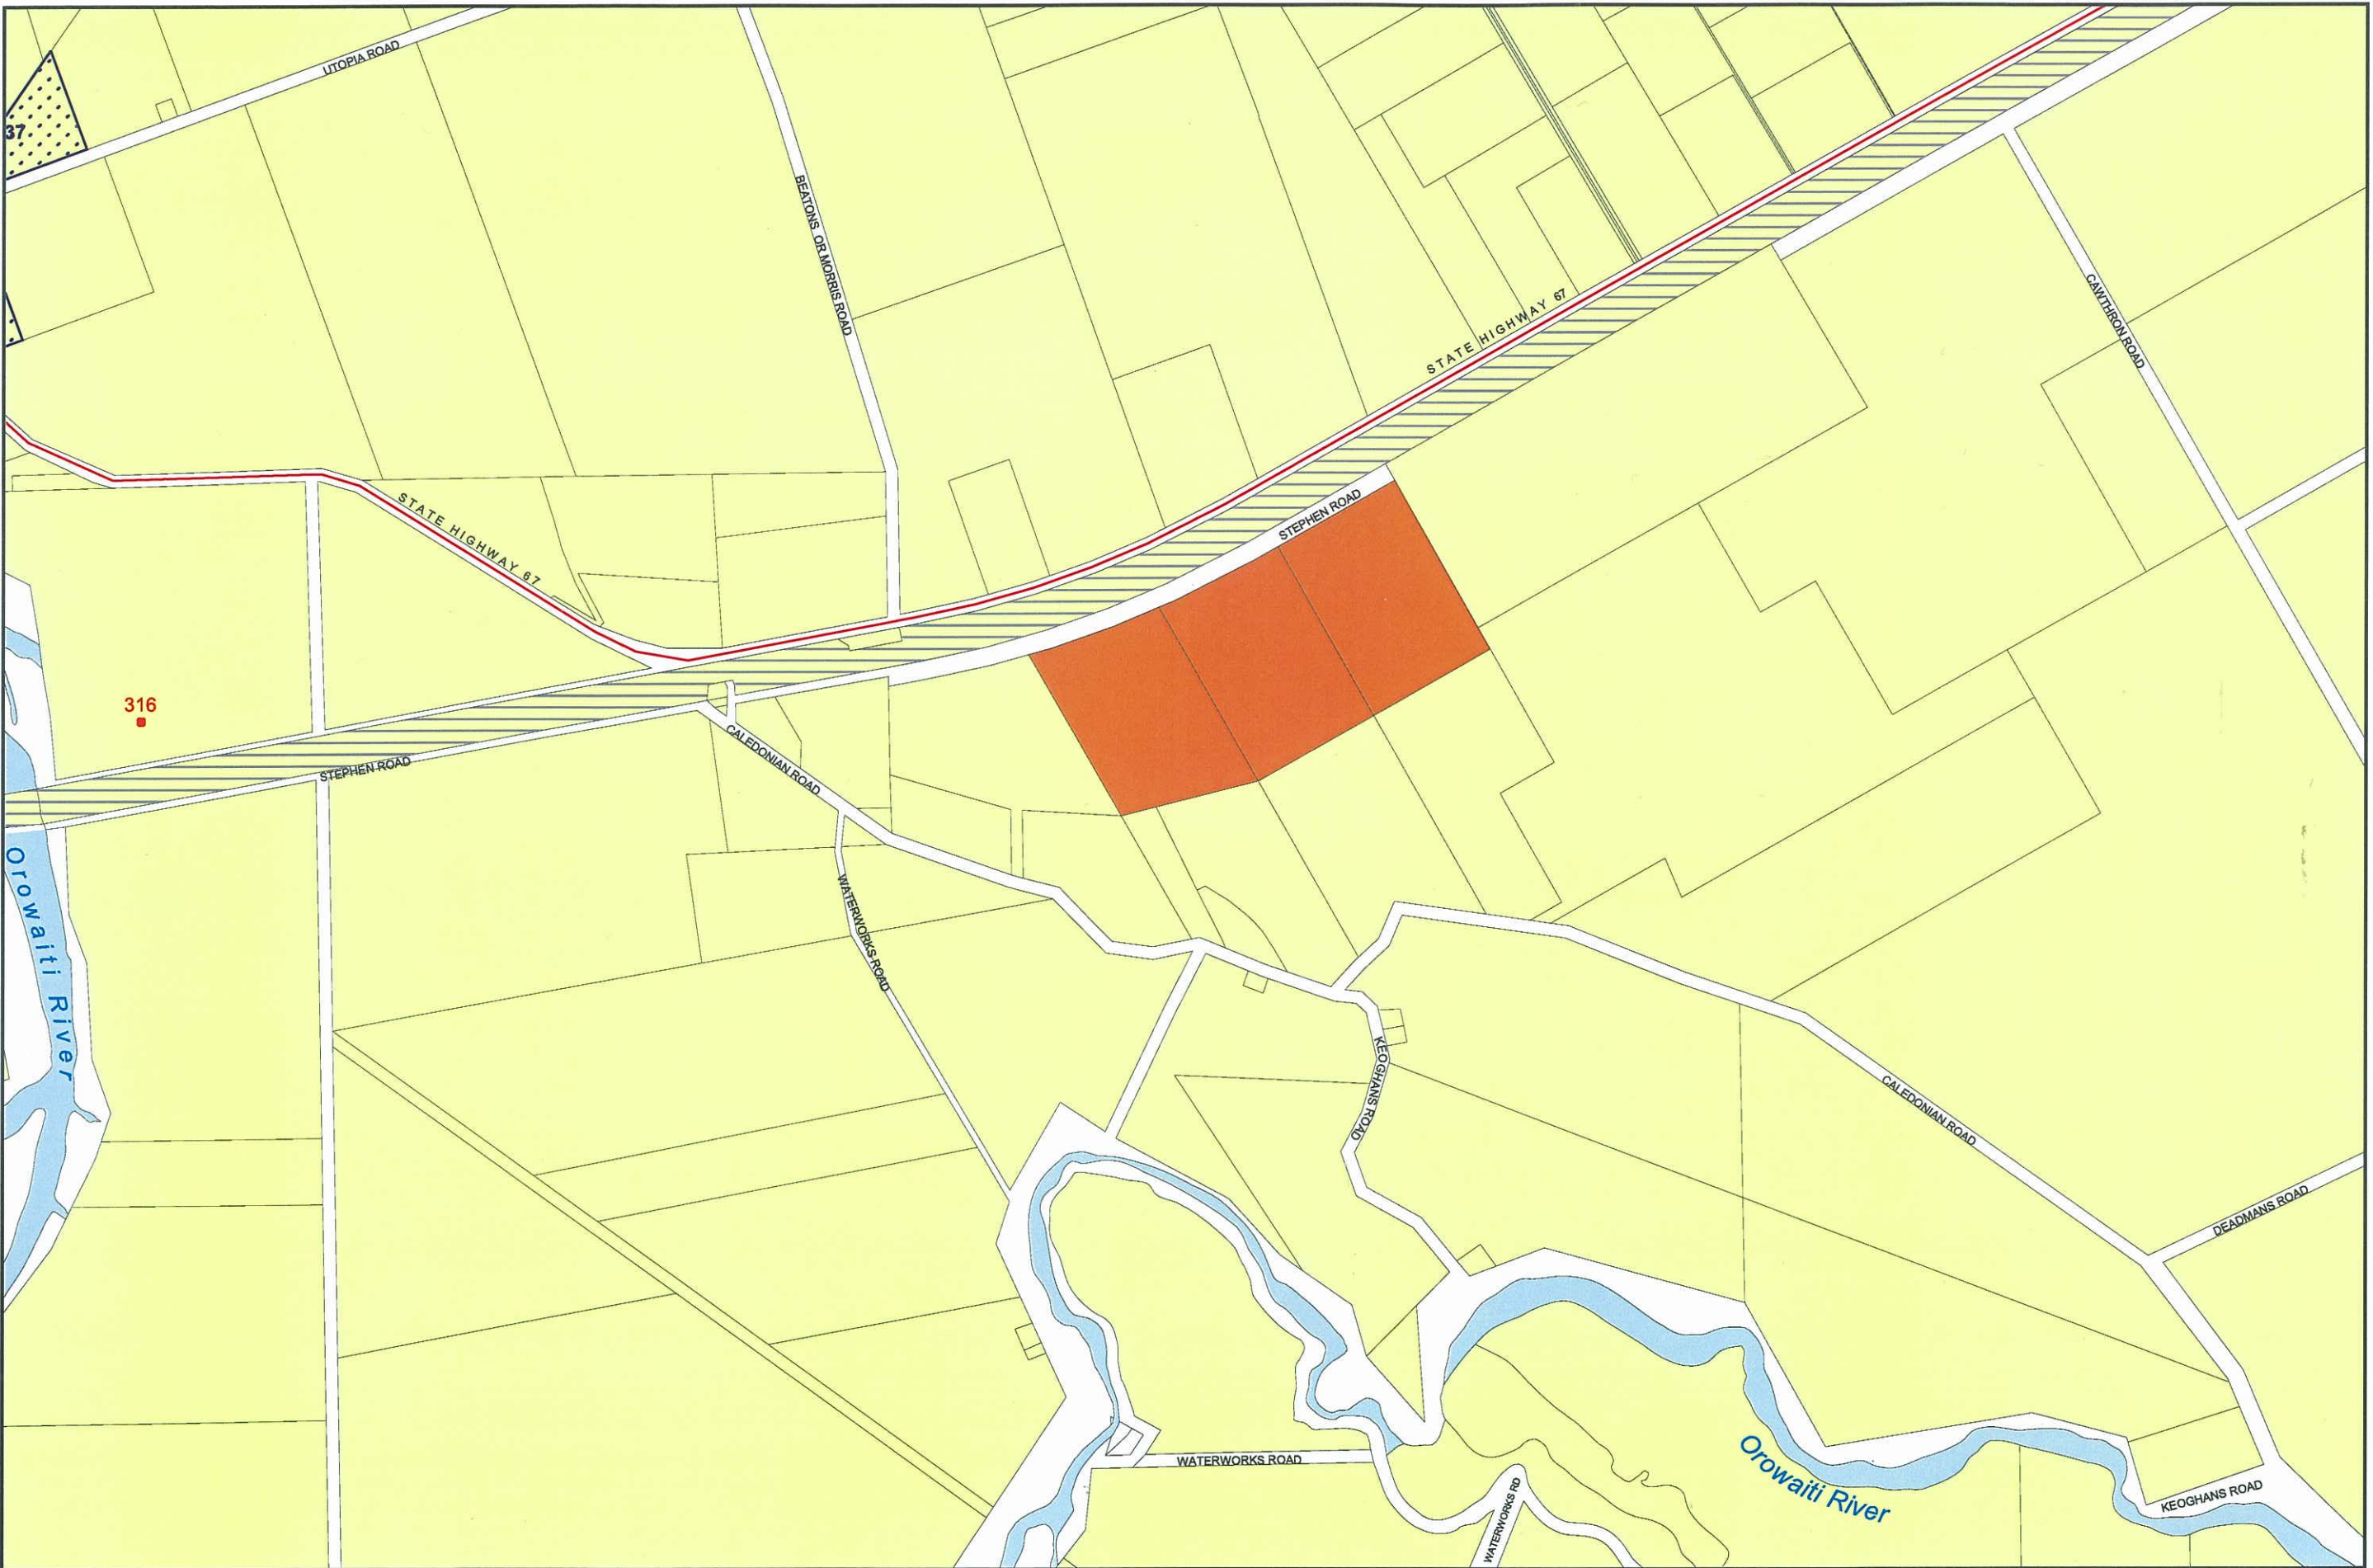 UTOPIA ROAD
37
BEATONS OR MORRIS ROAD
CAWTHRON ROAD
STATE HIGHWAY 67
STATE HIGHWAY 67
STEPHEN ROAD
316
STEPHEN ROAD
CALEDONIAN ROAD
Orowaiti River
WATERWORKS ROAD
KEOGHANS ROAD
CALEDONIAN ROAD
DEADMANS ROAD
WATERWORKS ROAD
Orowaiti River
WATERWORKS RD
KEOGHANS ROAD